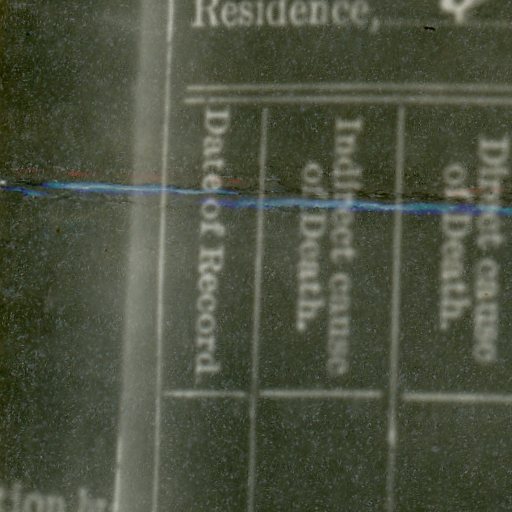 Residence,
Date of Record.
Indirect cause
of Death.
Direct cause
of Death.